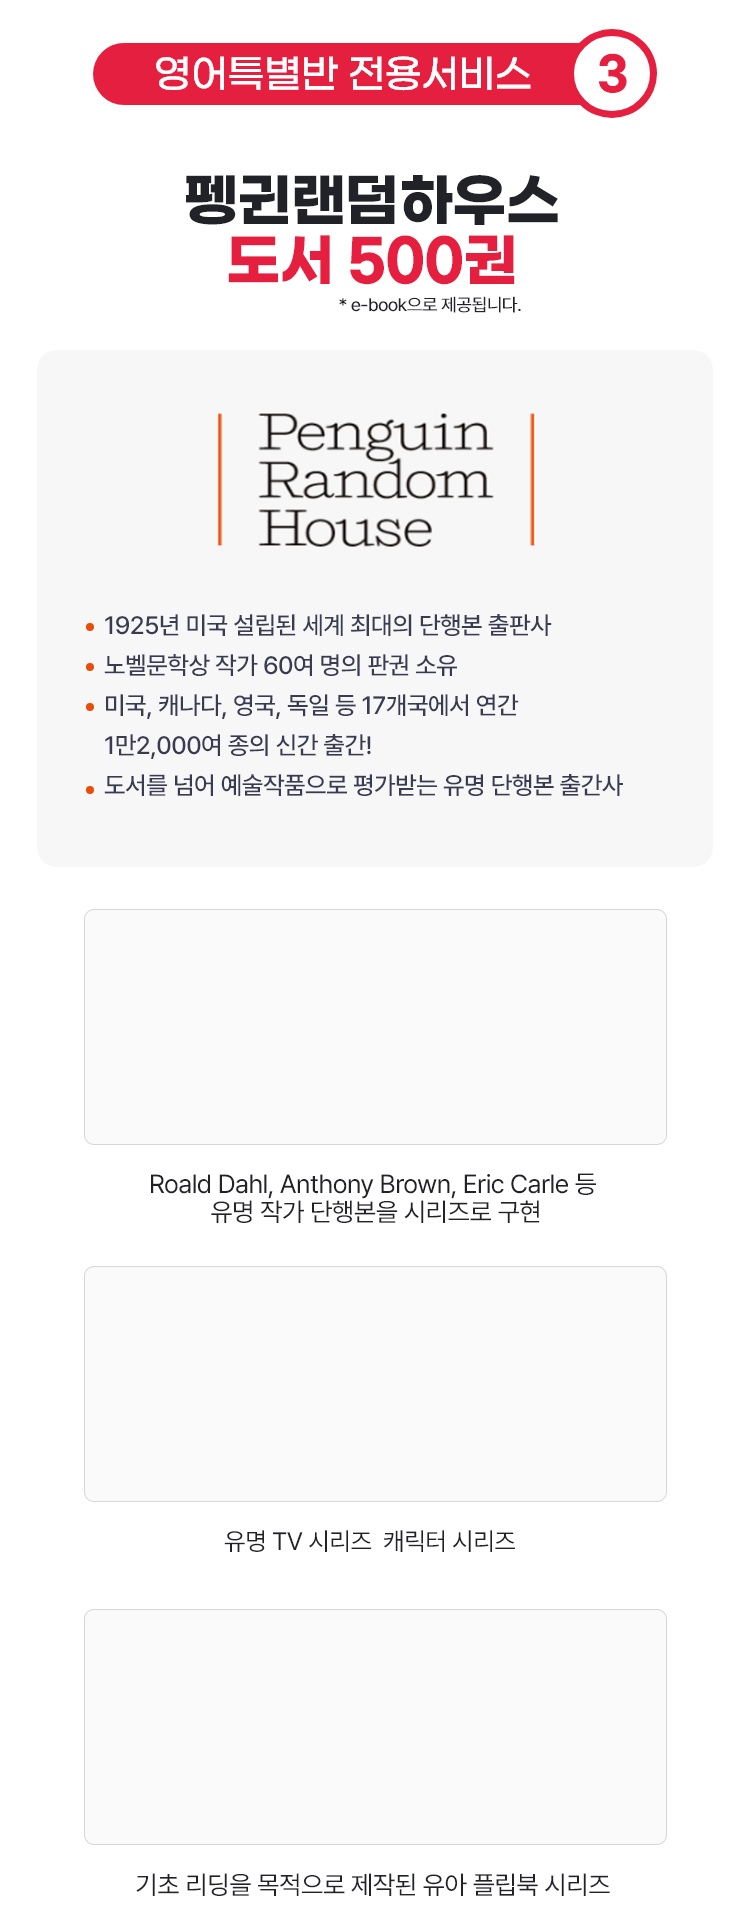 영어특별반 전용서비스 3
펭귄랜덤하우스
도서 500권
* e-book으로 제공됩니다.
Penguin
Random
House
• 1925년 미국 설립된 세계 최대의 단행본 출판사
• 노벨문학상 작가 60여 명의 판권 소유
• 미국, 캐나다, 영국, 독일 등 17개국에서 연간
1만2,000여 종의 신간 출간!
• 도서를 넘어 예술작품으로 평가받는 유명 단행본 출간사
Roald Dahl, Anthony Brown, Eric Carle 등
유명 작가 단행본을 시리즈로 구현
유명 TV 시리즈 캐릭터 시리즈
기초 리딩을 목적으로 제작된 유아 플립북 시리즈